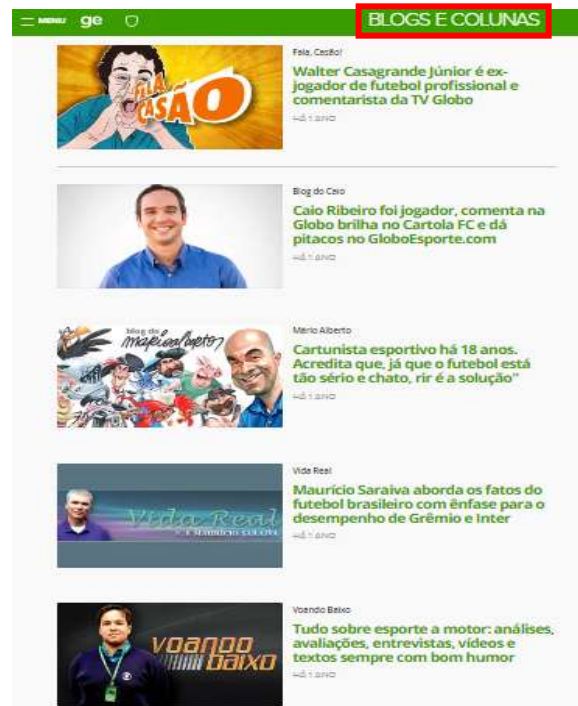 MENU ge BLOGS E COLUNAS
FALA CASÃO
Fala, Casão!
Walter Casagrande Júnior é ex-
jogador de futebol profissional e
comentarista da TV Globo
HÁ 1 ANO
Blog do Caio
Caio Ribeiro foi jogador, comenta na
Globo brilha no Cartola FC e dá
pitacos no GloboEsporte.com
HÁ 1 ANO
blog do
marioalberto
Mário Alberto
Cartunista esportivo há 18 anos.
Acredita que, já que o futebol está
tão sério e chato, rir é a solução"
HÁ 1 ANO
Vida Real
Vida Real
Maurício Saraiva aborda os fatos do
futebol brasileiro com ênfase para o
desempenho de Grêmio e Inter
HÁ 1 ANO
VOANDO
BAIXO
Voando Baixo
Tudo sobre esporte a motor: análises,
avaliações, entrevistas, vídeos e
textos sempre com bom humor
HÁ 1 ANO